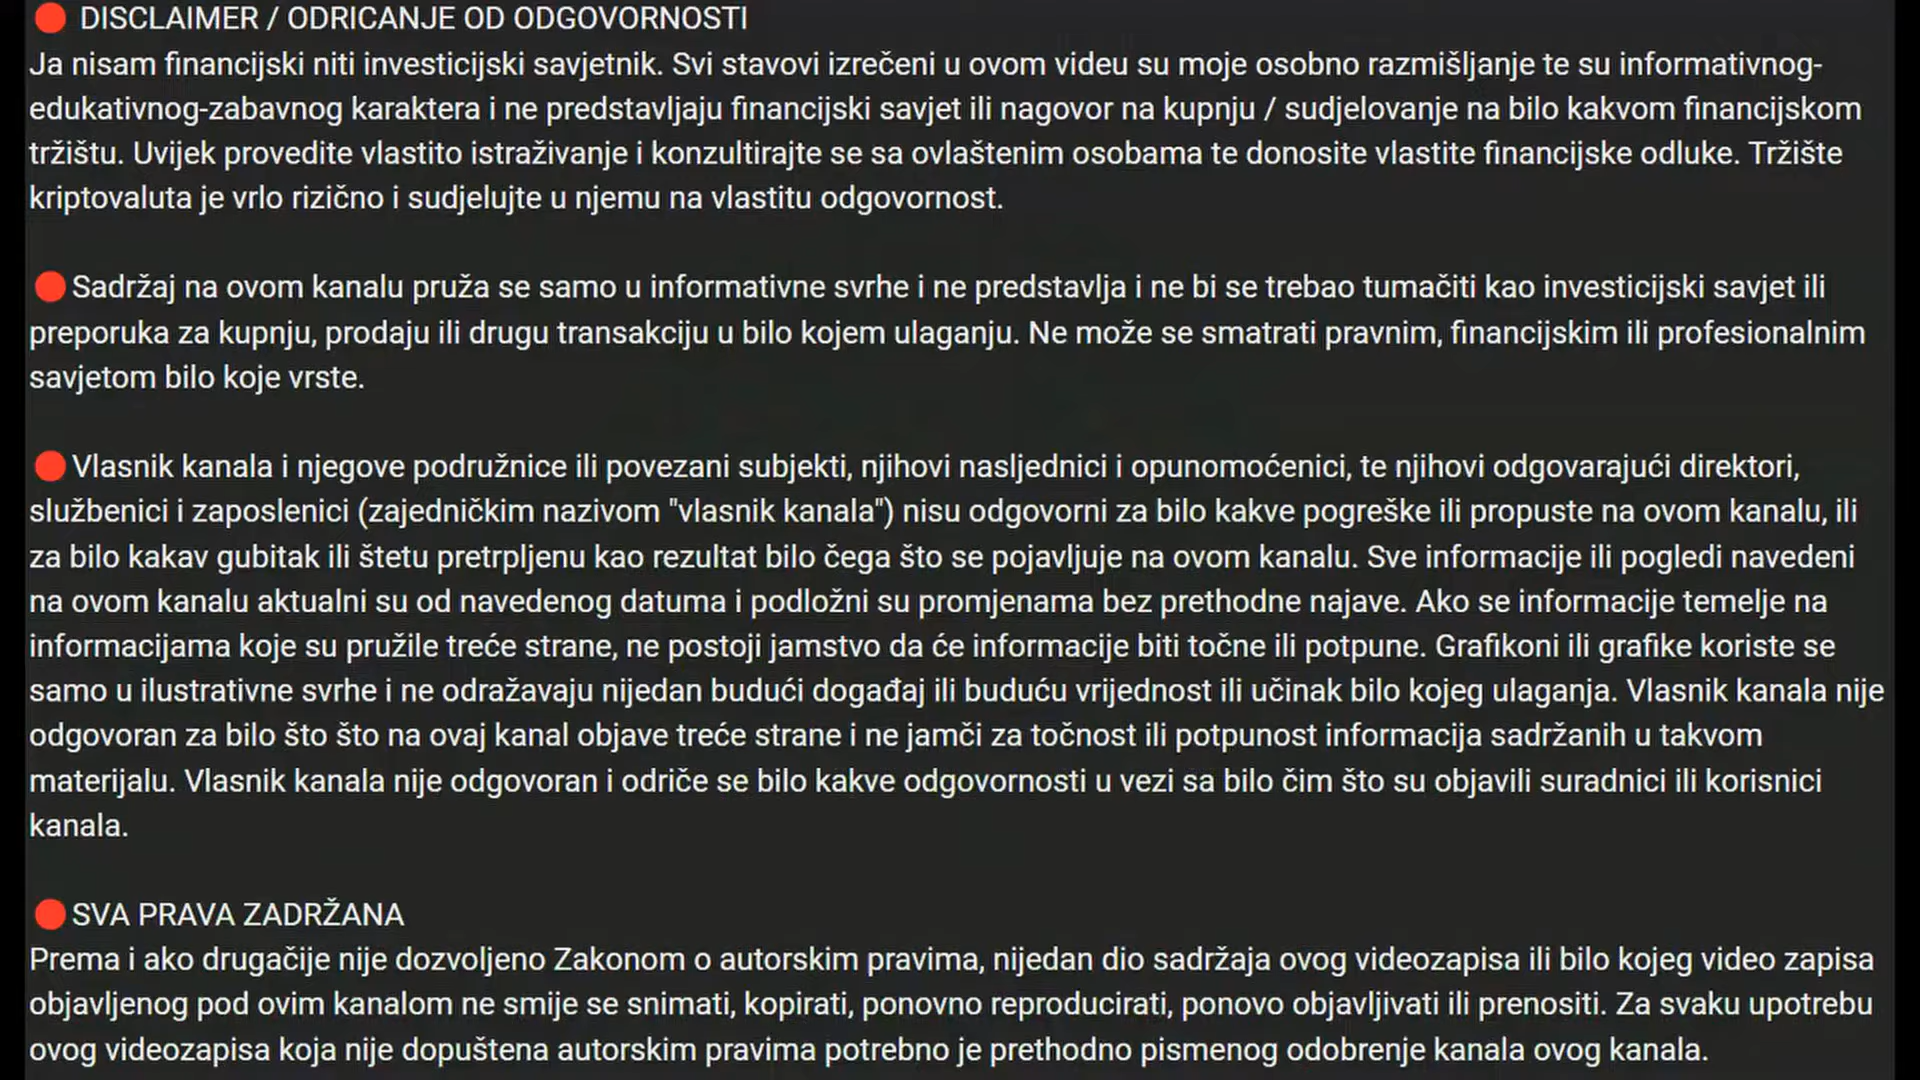 🔴 DISCLAIMER / ODRICANJE OD ODGOVORNOSTI
Ja nisam financijski niti investicijski savjetnik. Svi stavovi izrečeni u ovom videu su moje osobno razmišljanje te su informativnog-
edukativnog-zabavnog karaktera i ne predstavljaju financijski savjet ili nagovor na kupnju / sudjelovanje na bilo kakvom financijskom
tržištu. Uvijek provedite vlastito istraživanje i konzultirajte se sa ovlaštenim osobama te donosite vlastite financijske odluke. Tržište
kriptovaluta je vrlo rizično i sudjelujte u njemu na vlastitu odgovornost.
🔴Sadržaj na ovom kanalu pruža se samo u informativne svrhe i ne predstavlja i ne bi se trebao tumačiti kao investicijski savjet ili
preporuka za kupnju, prodaju ili drugu transakciju u bilo kojem ulaganju. Ne može se smatrati pravnim, financijskim ili profesionalnim
savjetom bilo koje vrste.
🔴Vlasnik kanala i njegove podružnice ili povezani subjekti, njihovi nasljednici i opunomoćenici, te njihovi odgovarajući direktori,
službenici i zaposlenici (zajedničkim nazivom "vlasnik kanala") nisu odgovorni za bilo kakve pogreške ili propuste na ovom kanalu, ili
za bilo kakav gubitak ili štetu pretrpljenu kao rezultat bilo čega što se pojavljuje na ovom kanalu. Sve informacije ili pogledi navedeni
na ovom kanalu aktualni su od navedenog datuma i podložni su promjenama bez prethodne najave. Ako se informacije temelje na
informacijama koje su pružile treće strane, ne postoji jamstvo da će informacije biti točne ili potpune. Grafikoni ili grafike koriste se
samo u ilustrativne svrhe i ne odražavaju nijedan budući događaj ili buduću vrijednost ili učinak bilo kojeg ulaganja. Vlasnik kanala nije
odgovoran za bilo što što na ovaj kanal objave treće strane i ne jamči za točnost ili potpunost informacija sadržanih u takvom
materijalu. Vlasnik kanala nije odgovoran i odriče se bilo kakve odgovornosti u vezi sa bilo čim što su objavili suradnici ili korisnici
kanala.
🔴SVA PRAVA ZADRŽANA
Prema i ako drugačije nije dozvoljeno Zakonom o autorskim pravima, nijedan dio sadržaja ovog videozapisa ili bilo kojeg video zapisa
objavljenog pod ovim kanalom ne smije se snimati, kopirati, ponovno reproducirati, ponovo objavljivati ili prenositi. Za svaku upotrebu
ovog videozapisa koja nije dopuštena autorskim pravima potrebno je prethodno pismenog odobrenje kanala ovog kanala.